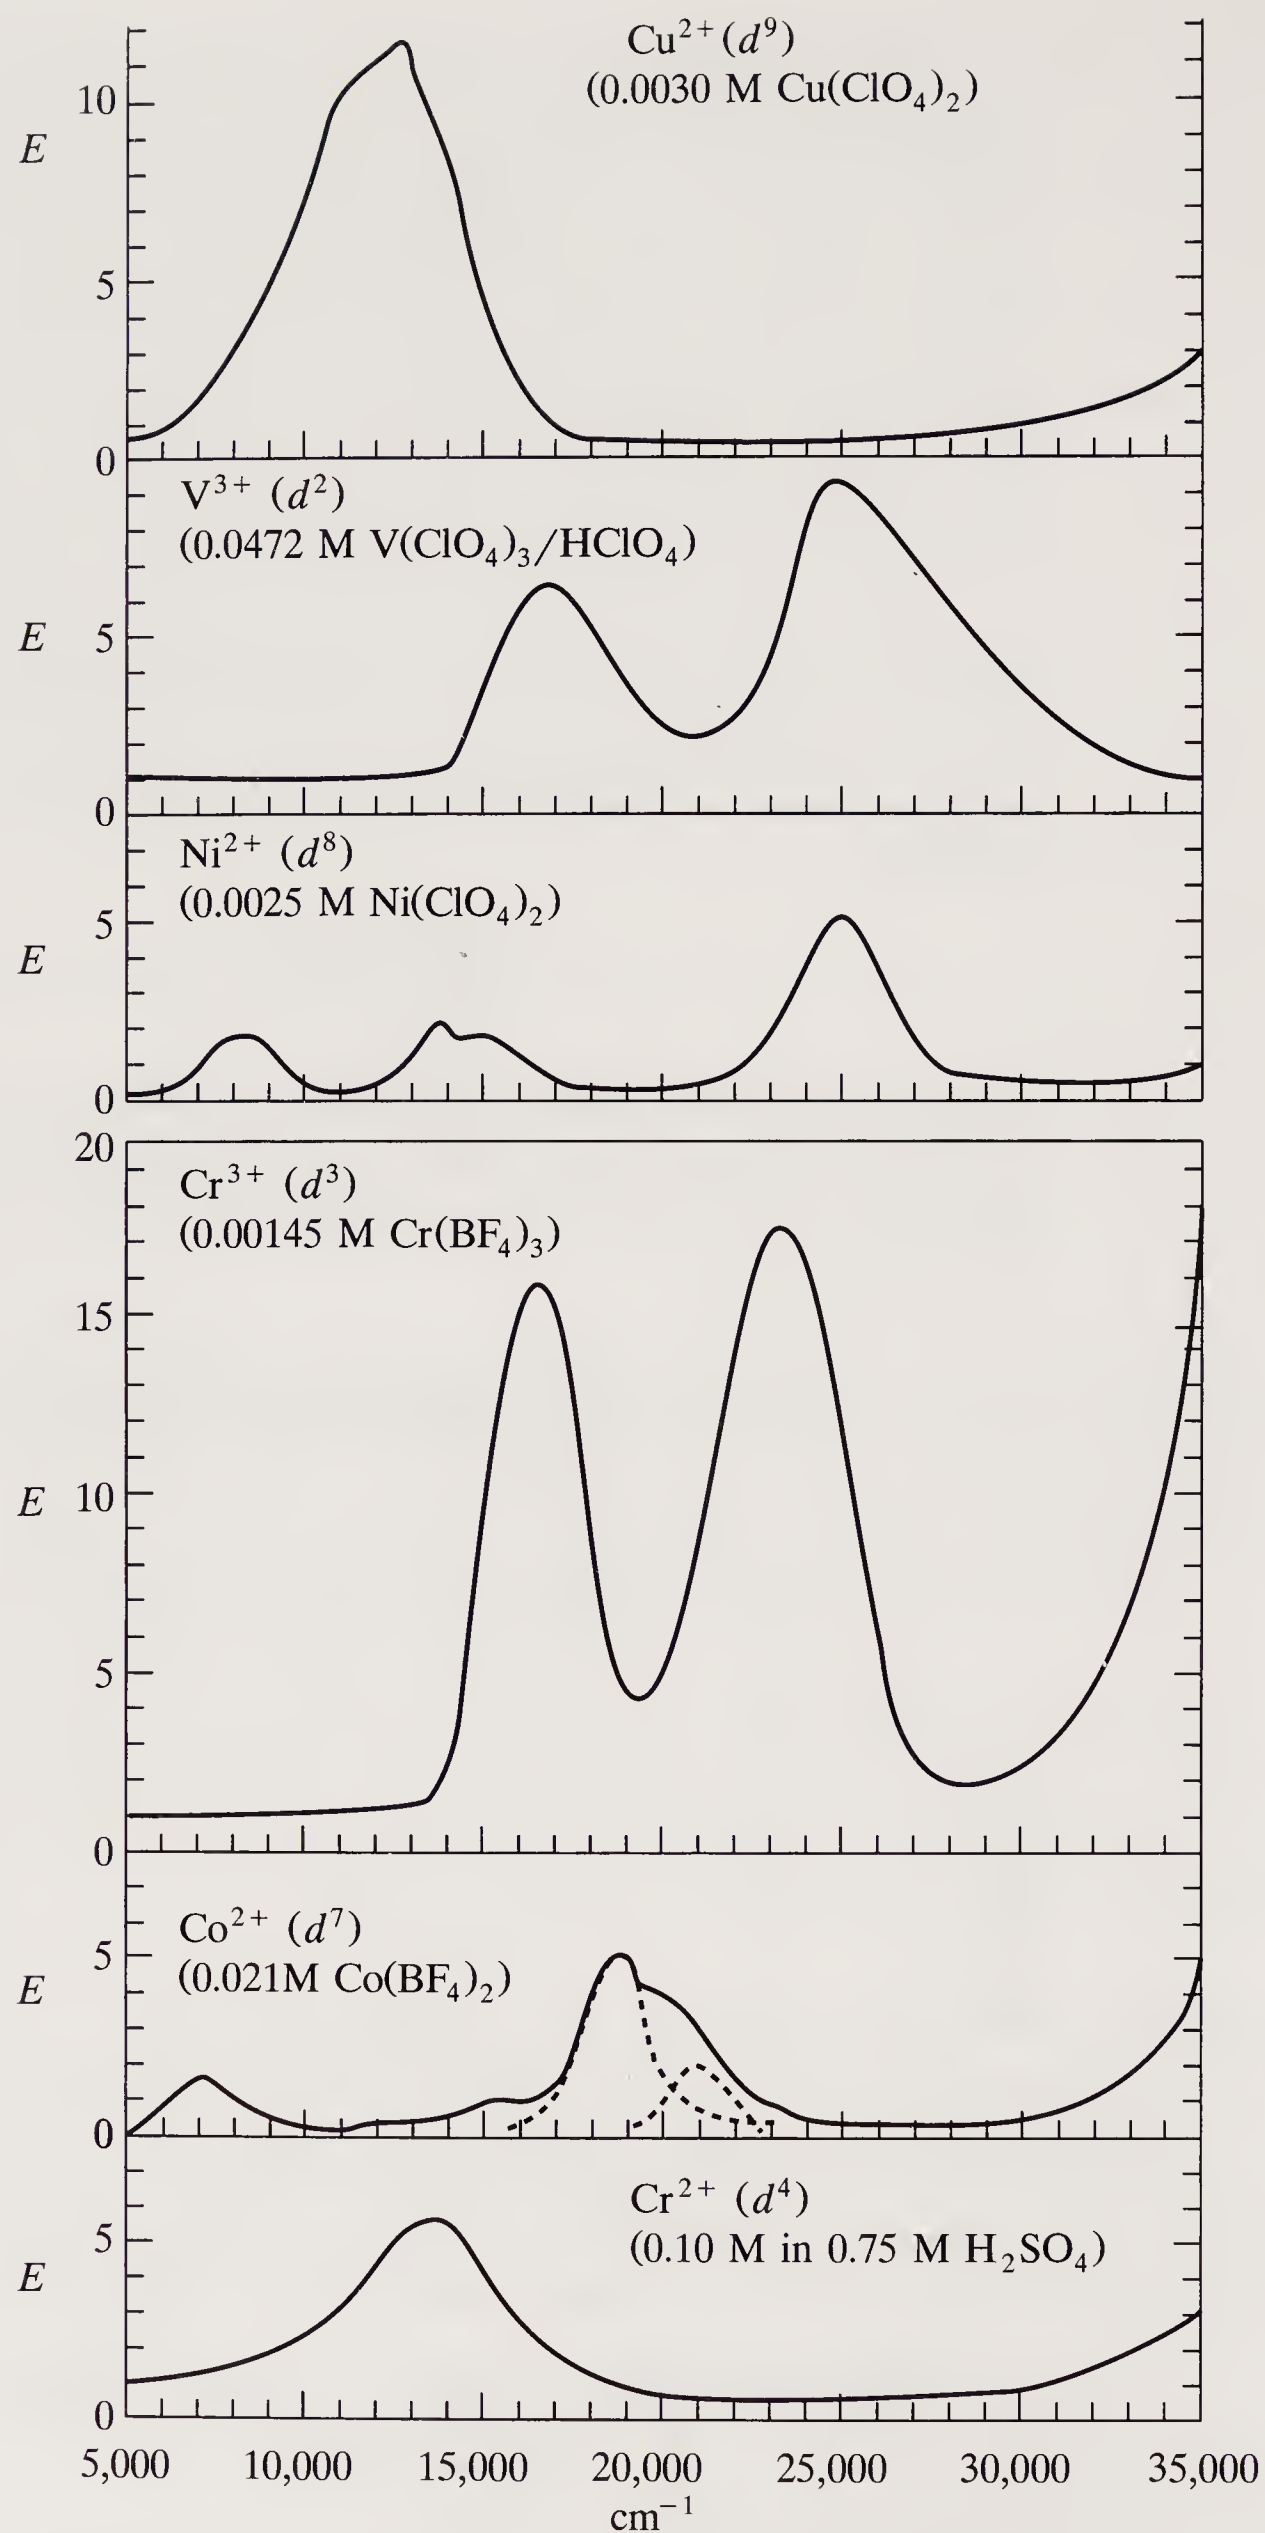 Cu²⁺ (d⁹)
(0.0030 M Cu(ClO₄)₂)
10
E
5
0
V³⁺ (d²)
(0.0472 M V(ClO₄)₃/HClO₄)
E
5
0
Ni²⁺ (d⁸)
(0.0025 M Ni(ClO₄)₂)
5
E
0
20
Cr³⁺ (d³)
(0.00145 M Cr(BF₄)₃)
15
E
10
5
0
Co²⁺ (d⁷)
5
(0.021M Co(BF₄)₂)
E
0
Cr²⁺ (d⁴)
5
(0.10 M in 0.75 M H₂SO₄)
E
0
5,000 10,000 15,000 20,000 25,000 30,000 35,000
cm⁻¹